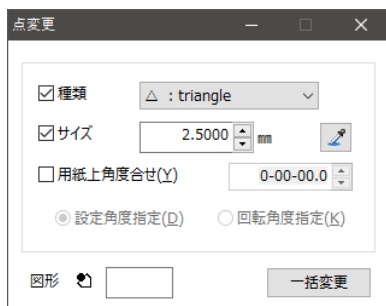 点変更
種類 △ : triangle
サイズ 2.5000 mm
用紙上角度合せ(Y) 0-00-00.0
設定角度指定(D) 回転角度指定(K)
図形 一括変更